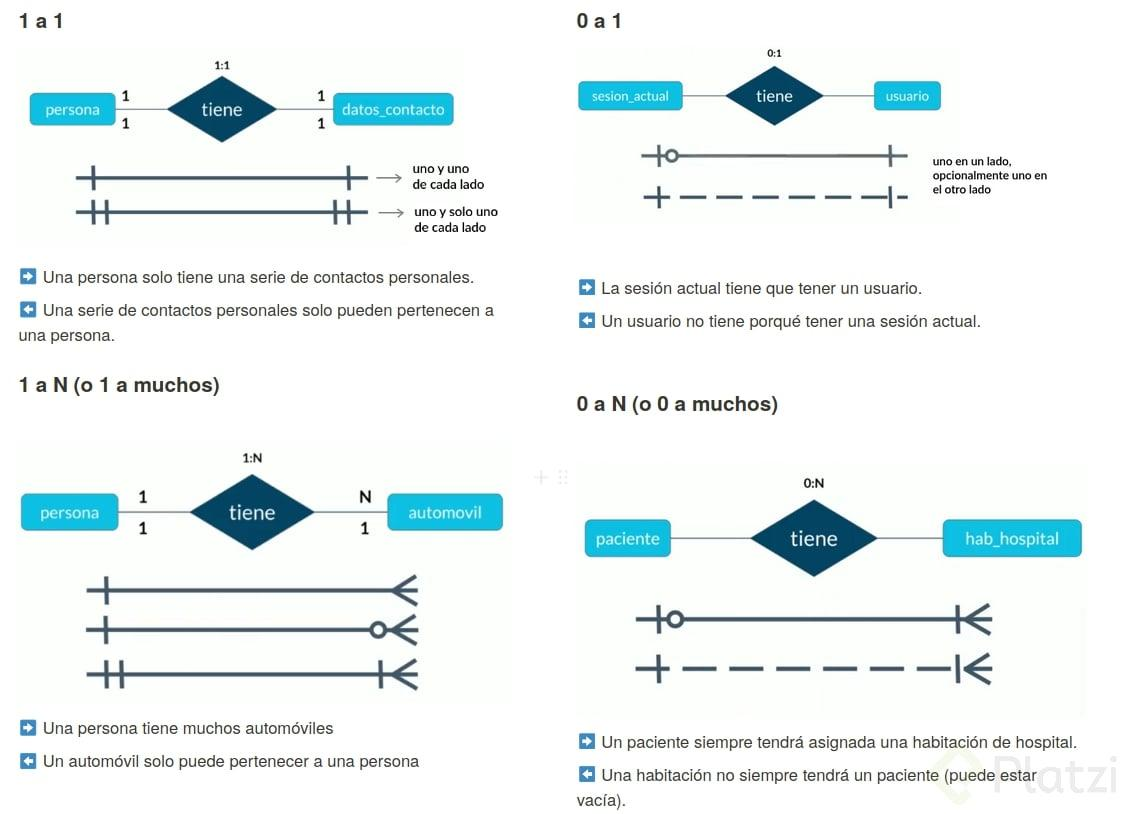 1 a 1
1:1
persona
1
1
tiene
1
1
datos_contacto
uno y uno
de cada lado
uno y solo uno
de cada lado
Una persona solo tiene una serie de contactos personales.
Una serie de contactos personales solo pueden pertenecen a
una persona.
0 a 1
0:1
sesion_actual
tiene
usuario
uno en un lado,
opcionalmente uno en
el otro lado
La sesión actual tiene que tener un usuario.
Un usuario no tiene porqué tener una sesión actual.
1 a N (o 1 a muchos)
1:N
persona
1
1
tiene
N
1
automovil
Una persona tiene muchos automóviles
Un automóvil solo puede pertenecer a una persona
0 a N (o 0 a muchos)
0:N
paciente
tiene
hab_hospital
Un paciente siempre tendrá asignada una habitación de hospital.
Una habitación no siempre tendrá un paciente (puede estar
vacía).
Platzi